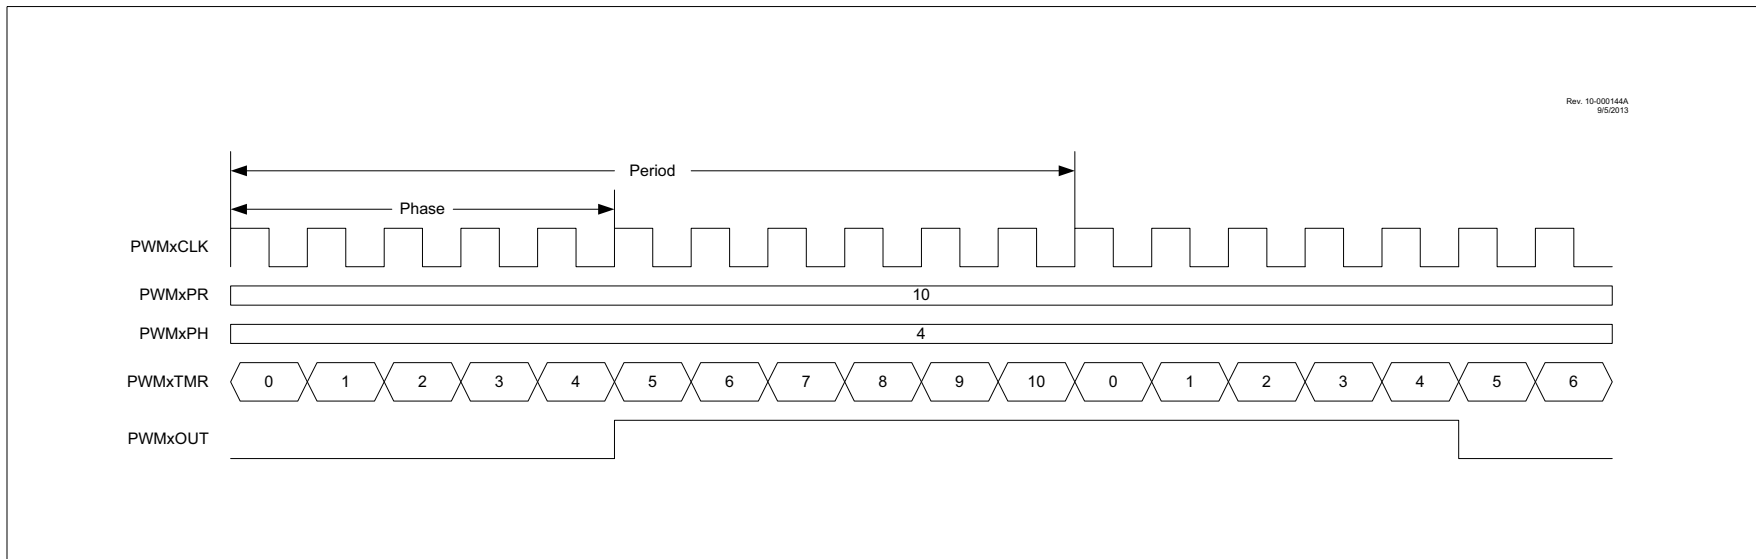 Rev. 10-000144A
9/5/2013
Period
Phase
PWMxCLK
PWMxPR 10
PWMxPH 4
PWMxTMR 0 1 2 3 4 5 6 7 8 9 10 0 1 2 3 4 5 6
PWMxOUT